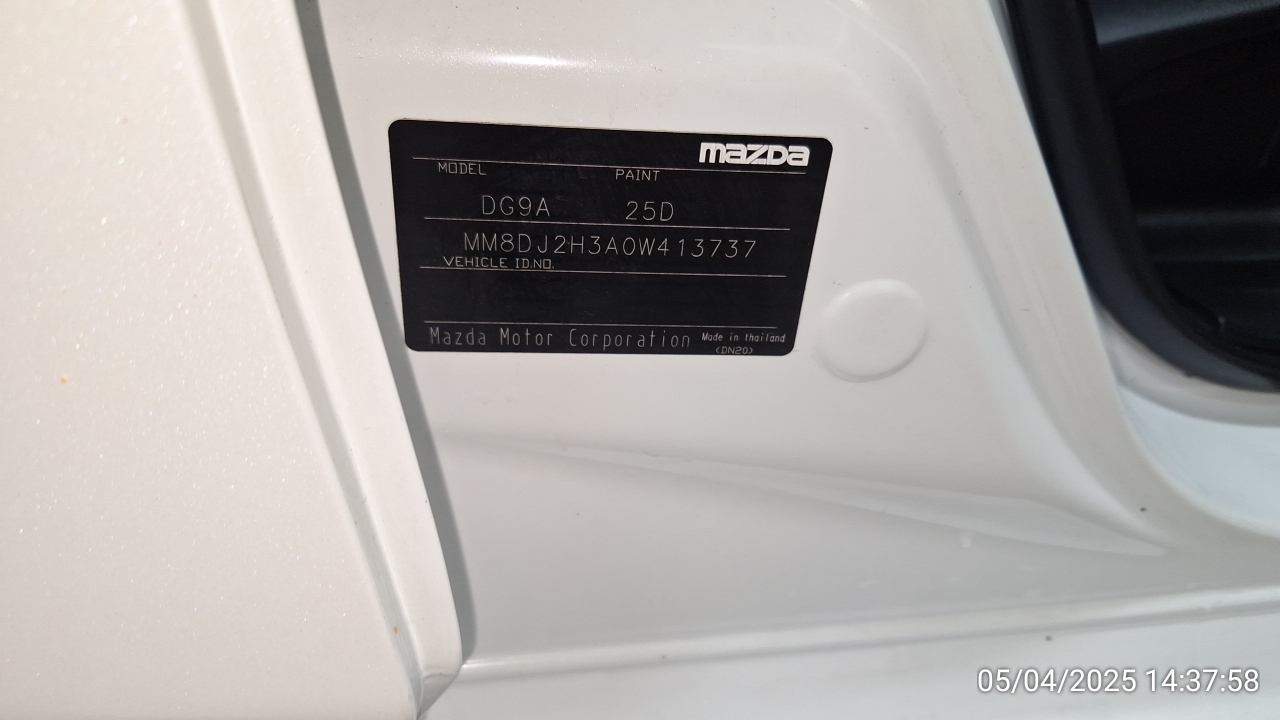 mazda
MODEL PAINT
DG9A 25D
MM8DJ2H3A0W413737
VEHICLE ID.NO.
Mazda Motor Corporation Made in thailand
(DN20)
05/04/2025 14:37:58